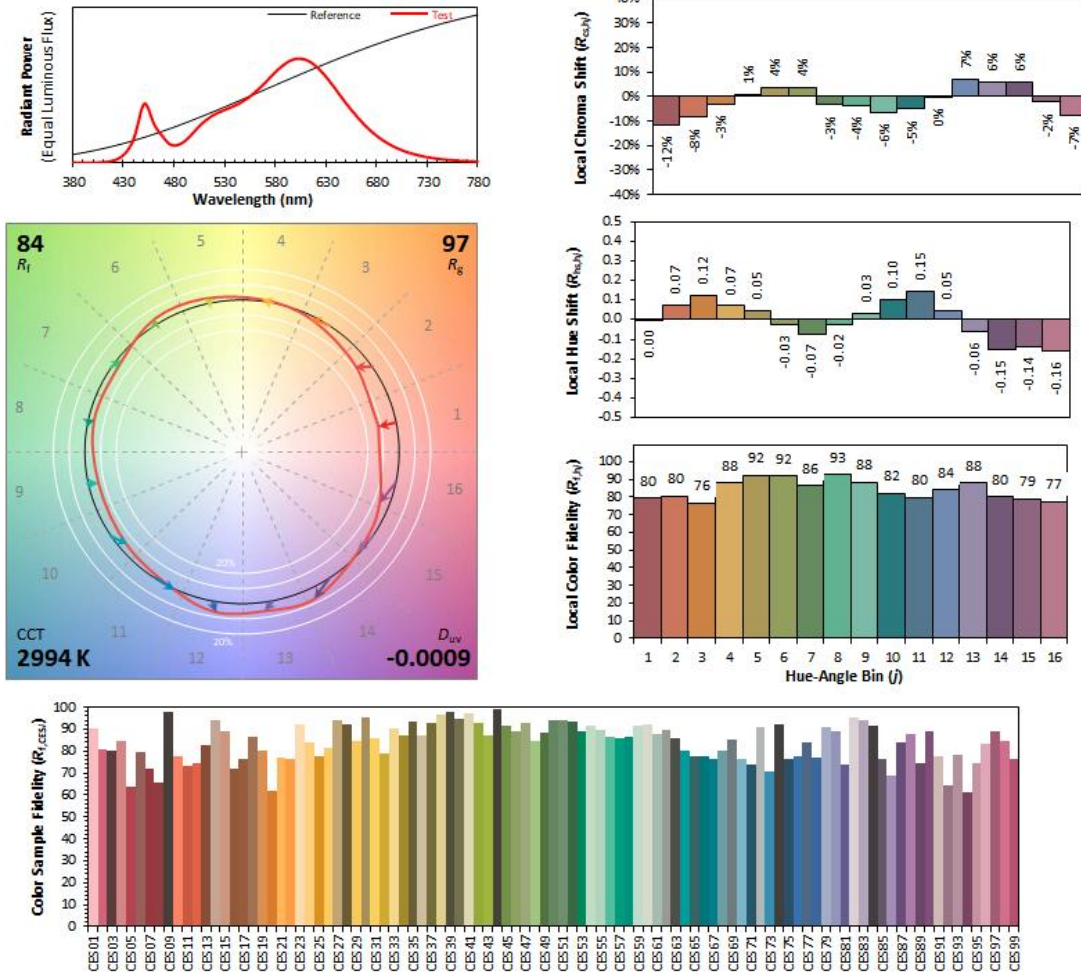 Radiant Power
(Equal Luminous Flux)
Reference
Test
380 430 480 530 580 630 680 730 780
Wavelength (nm)
Local Chroma Shift (Rcs,hj)
40%
30%
20%
10%
0%
-10%
-20%
-30%
-40%
-12% -8% -3% 1% 4% 4% -3% -4% -6% -5% 0% 7% 6% 6% -2% -7%
84
Rf
97
Rg
5 4
6 3
7 2
8 1
9 16
10 15
11 14
12 13
20%
20%
CCT
2994 K
Duv
-0.0009
Local Hue Shift (Rhs,hj)
0.5
0.4
0.3
0.2
0.1
0.0
-0.1
-0.2
-0.3
-0.4
-0.5
0.00 0.07 0.12 0.07 0.05 -0.03 -0.07 -0.02 0.03 0.10 0.15 0.05 -0.06 -0.15 -0.14 -0.16
Local Color Fidelity (Rf,hj)
100
90
80
70
60
50
40
30
20
10
0
80 80 76 88 92 92 86 93 88 82 80 84 88 80 79 77
1 2 3 4 5 6 7 8 9 10 11 12 13 14 15 16
Hue-Angle Bin (j)
Color Sample Fidelity (Rf,CESi)
100
90
80
70
60
50
40
30
20
10
0
CES01 CES03 CES05 CES07 CES09 CES11 CES13 CES15 CES17 CES19 CES21 CES23 CES25 CES27 CES29 CES31 CES33 CES35 CES37 CES39 CES41 CES43 CES45 CES47 CES49 CES51 CES53 CES55 CES57 CES59 CES61 CES63 CES65 CES67 CES69 CES71 CES73 CES75 CES77 CES79 CES81 CES83 CES85 CES87 CES89 CES91 CES93 CES95 CES97 CES99